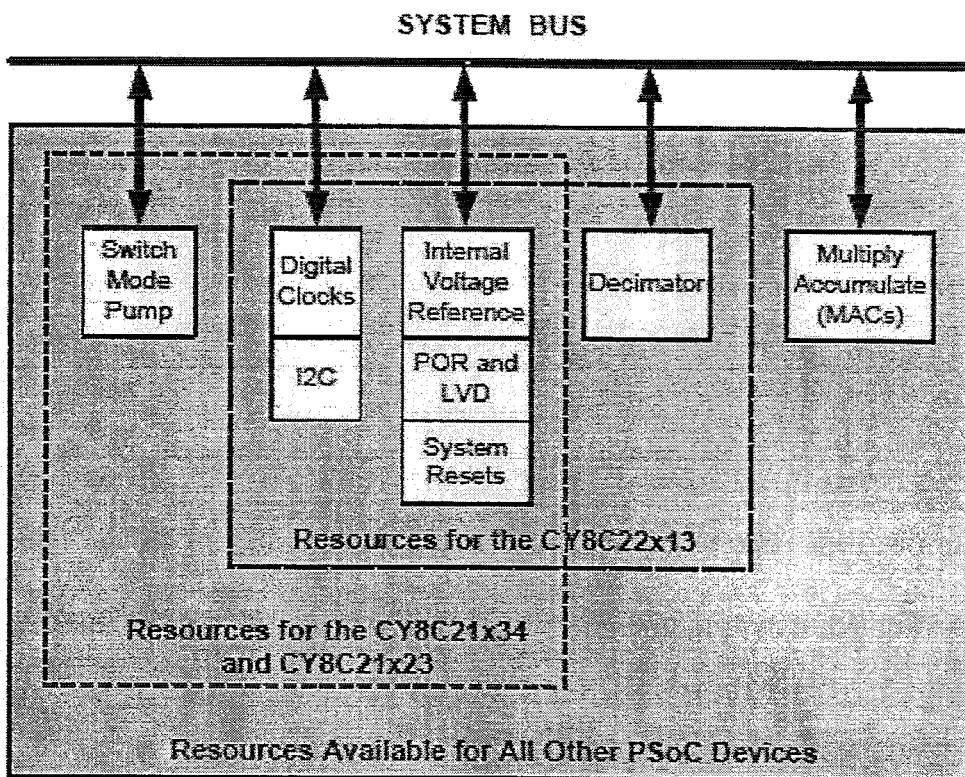 SYSTEM BUS
Switch
Mode
Pump
Digital
Clocks
I2C
Internal
Voltage
Reference
POR and
LVD
System
Resets
Decimator
Multiply
Accumulate
(MACs)
Resources for the CY8C22x13
Resources for the CY8C21x34
and CY8C21x23
Resources Available for All Other PSoC Devices